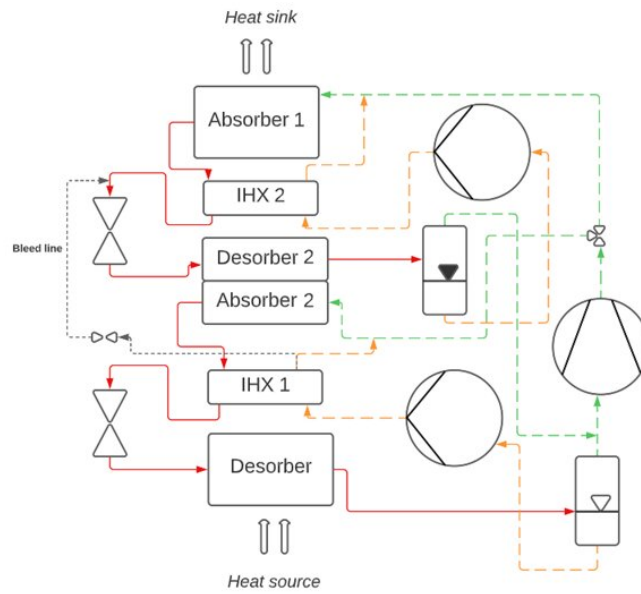 Heat sink
Absorber 1
IHX 2
Bleed line
Desorber 2
Absorber 2
IHX 1
Desorber
Heat source